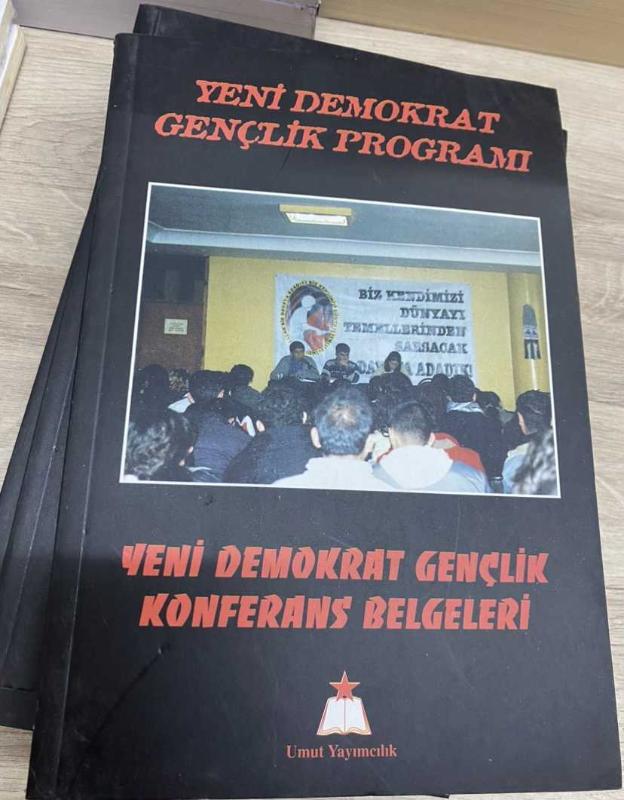 YENİ DEMOKRAT
GENÇLİK PROGRAMI
BİZ KENDİMİZİ
DÜNYAYI
TEMELLERİNDEN
SARSACAK
ADADIK!
YENİ DEMOKRAT GENÇLİK
KONFERANS BELGELERİ
Umut Yayımcılık